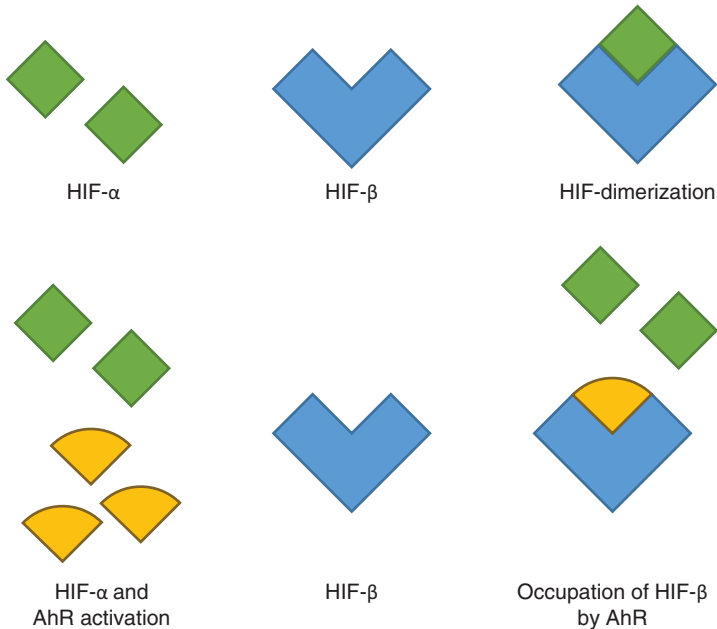 HIF-α
HIF-β
HIF-dimerization
HIF-α and
AhR activation
HIF-β
Occupation of HIF-β
by AhR